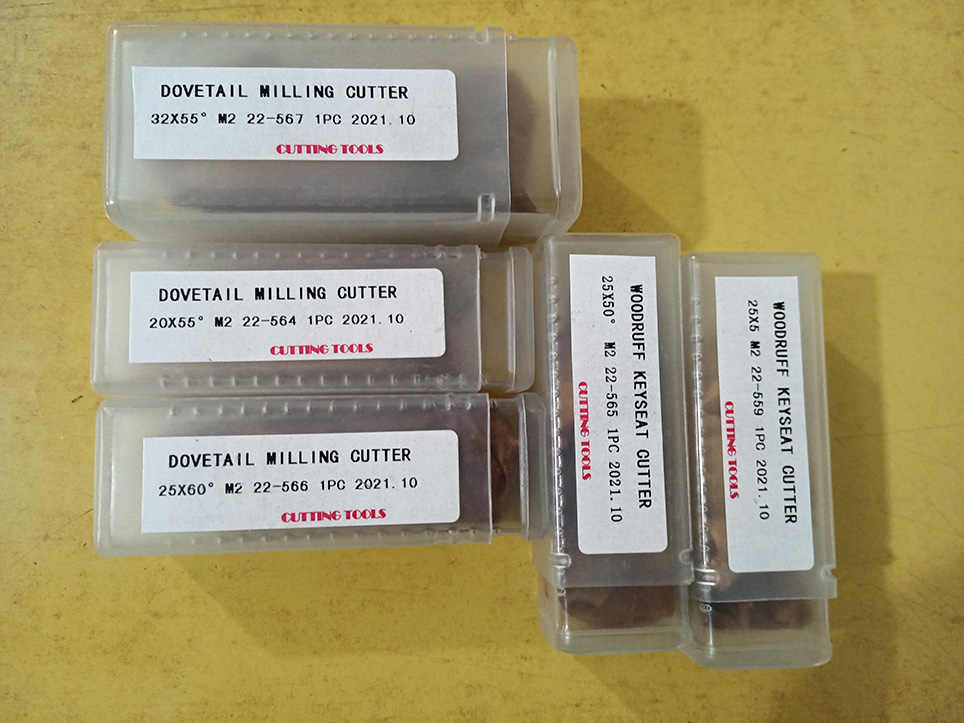 DOVETAIL MILLING CUTTER
32X55° M2 22-567 1PC 2021.10
CUTTING TOOLS
DOVETAIL MILLING CUTTER
20X55° M2 22-564 1PC 2021.10
CUTTING TOOLS
DOVETAIL MILLING CUTTER
25X60° M2 22-566 1PC 2021.10
CUTTING TOOLS
WOODRUFF KEYSEAT CUTTER
25X50° M2 22-565 1PC 2021.10
CUTTING TOOLS
WOODRUFF KEYSEAT CUTTER
25X5 M2 22-559 1PC 2021.10
CUTTING TOOLS